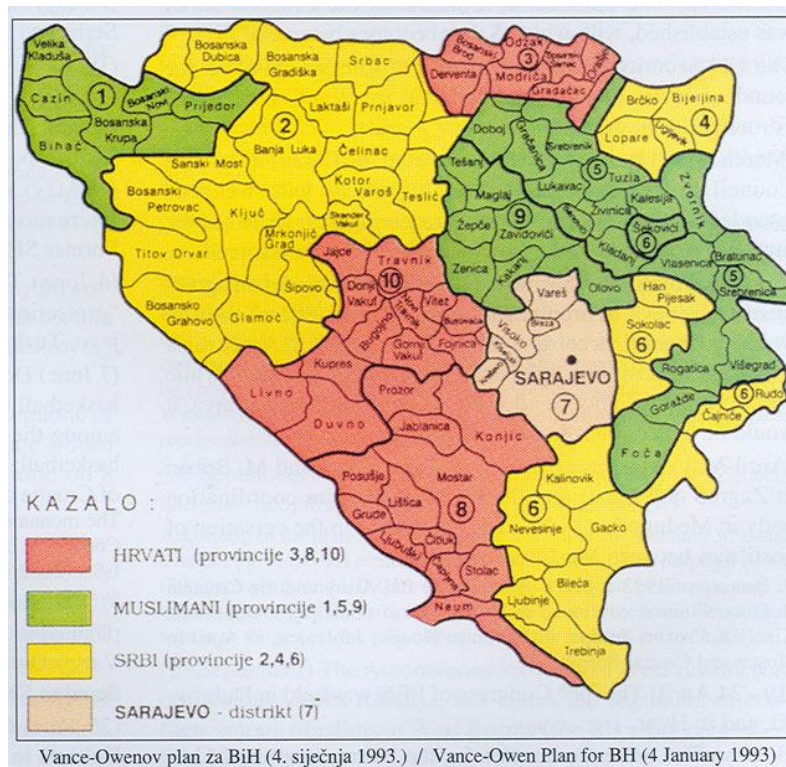 Velika
Kladuša
Cazin
Bihać
1
Bosanski
Novi
Bosanska
Krupa
Prijedor
Bosanska
Dubica
Bosanska
Gradiška
Srbac
2
Banja Luka
Laktaši
Prnjavor
Čelinac
Sanski Most
Kotor
Varoš
Teslić
Skender
Vakuf
Bosanski
Petrovac
Ključ
Mrkonjić
Grad
Titov Drvar
Šipovo
Bosansko
Grahovo
Glamoč
Bosanski
Brod
Odžak
3
Derventa
Modriča
Gradačac
Orašje
Brčko
Bijeljina
4
Lopare
Ugljevik
Doboj
Gračanica
Srebrenik
5
Tuzla
Tešanj
Lukavac
Kalesija
Zvornik
Maglaj
9
Živinice
Šekovići
6
Žepče
Zavidovići
Kladanj
Vlasenica
Bratunac
5
Srebrenica
Zenica
Kakanj
Olovo
Han
Pijesak
Jajce
Travnik
10
Donji
Vakuf
Novi
Travnik
Vitez
Busovača
Bugojno
Gornji
Vakuf
Fojnica
Kupres
Livno
Duvno
Vareš
Visoko
Breza
SARAJEVO
7
Sokolac
6
Rogatica
Višegrad
6
Rudo
Goražde
Čajniče
Foča
Prozor
Jablanica
Konjic
Posušje
Mostar
Lištica
Grude
8
Čitluk
Ljubuški
Čapljina
Stolac
Neum
Kalinovik
6
Nevesinje
Gacko
Bileća
Ljubinje
Trebinja
KAZALO :
HRVATI (provincije 3,8,10)
MUSLIMANI (provincije 1,5,9)
SRBI (provincije 2,4,6)
SARAJEVO - distrikt (7)
Vance-Owenov plan za BiH (4. siječnja 1993.) / Vance-Owen Plan for BH (4 January 1993)